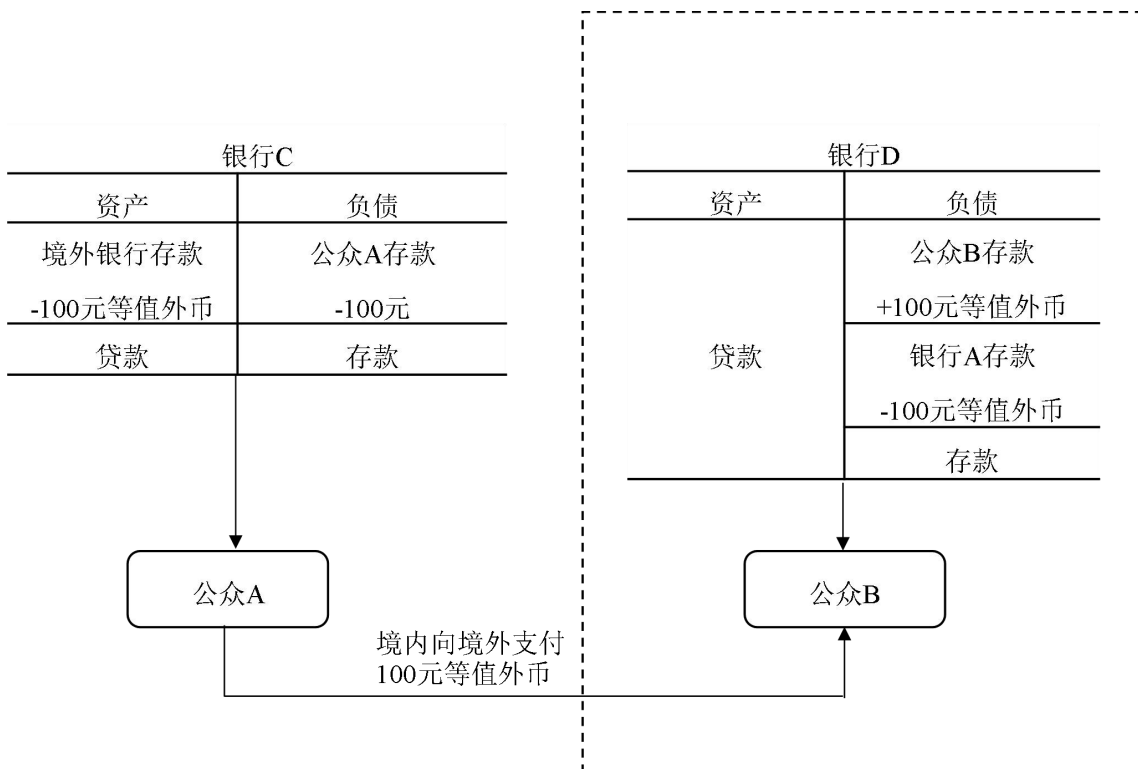 银行C
资产
负债
境外银行存款
-100元等值外币
公众A存款
-100元
贷款
存款
银行D
资产
负债
贷款
公众B存款
+100元等值外币
银行A存款
-100元等值外币
存款
公众A
公众B
境内向境外支付
100元等值外币